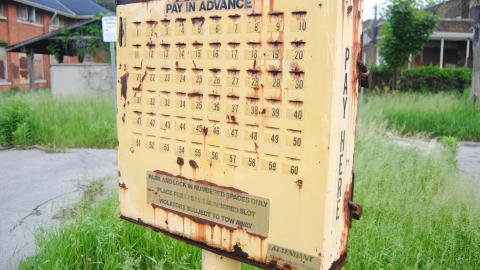 PAY IN ADVANCE
1 2 3 4 5 6 7 8 9 10
11 12 13 14 15 16 17 18 19 20
21 22 23 24 25 26 27 28 29 30
31 32 33 34 35 36 37 38 39 40
41 42 43 44 45 46 47 48 49 50
51 52 53 54 55 56 57 58 59 60
PARK AND LOCK IN NUMBERED SPACES ONLY
PLACE FULL NUMBERED SLOT
VIOLATORS SUBJECT TO TOW AWAY
ATTENDANT
PAY HERE